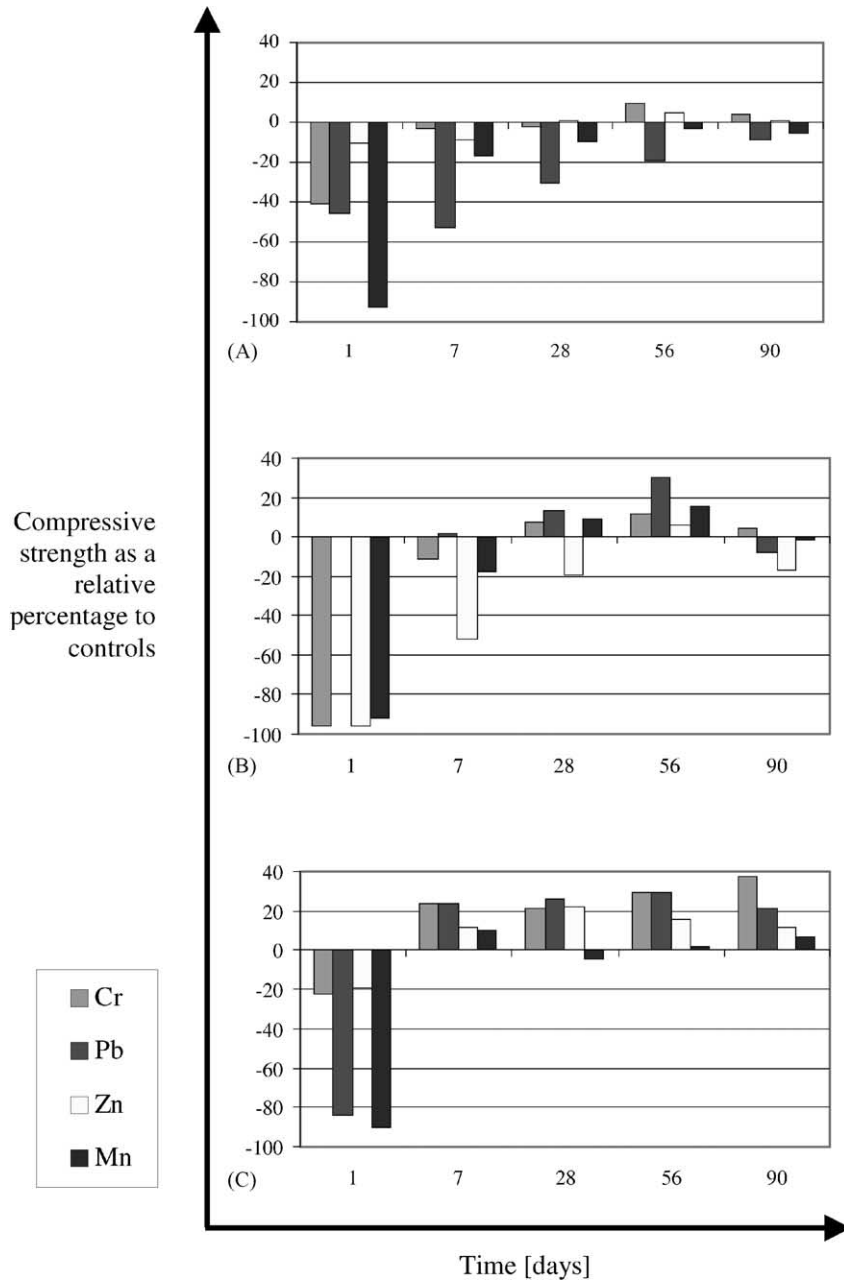 40
20
0
-20
-40
-60
-80
-100
(A) 1 7 28 56 90
40
20
0
-20
-40
-60
-80
-100
(B) 1 7 28 56 90
Compressive
strength as a
relative
percentage to
controls
40
20
0
-20
-40
-60
-80
-100
(C) 1 7 28 56 90
Cr
Pb
Zn
Mn
Time [days]